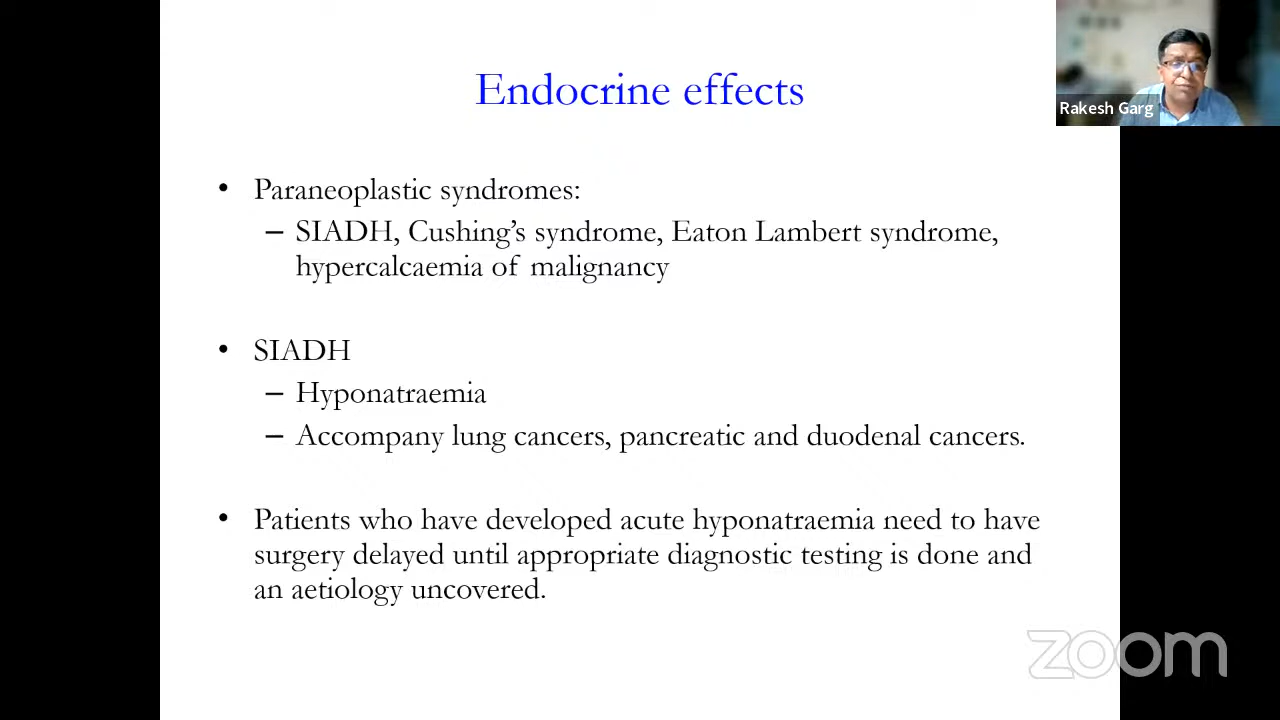 Endocrine effects
Rakesh Garg
• Paraneoplastic syndromes:
– SIADH, Cushing’s syndrome, Eaton Lambert syndrome,
hypercalcaemia of malignancy
• SIADH
– Hyponatraemia
– Accompany lung cancers, pancreatic and duodenal cancers.
• Patients who have developed acute hyponatraemia need to have
surgery delayed until appropriate diagnostic testing is done and
an aetiology uncovered.
zoom